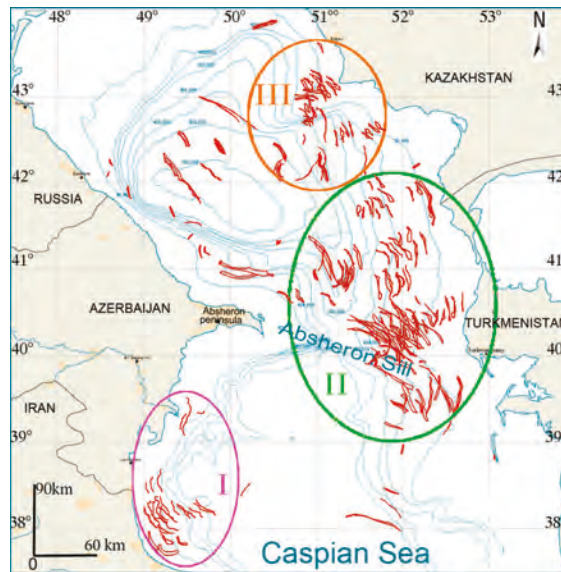 48° 49° 50° 51° 52° 53°
N
43° 43°
KAZAKHSTAN
III
42° 42°
RUSSIA
41° 41°
AZERBAIJAN
Absheron
peninsula
TURKMENISTAN
Absheron Sill
40° 40°
II
IRAN
39° 39°
I
90km
38° 38°
0 60 km
Caspian Sea